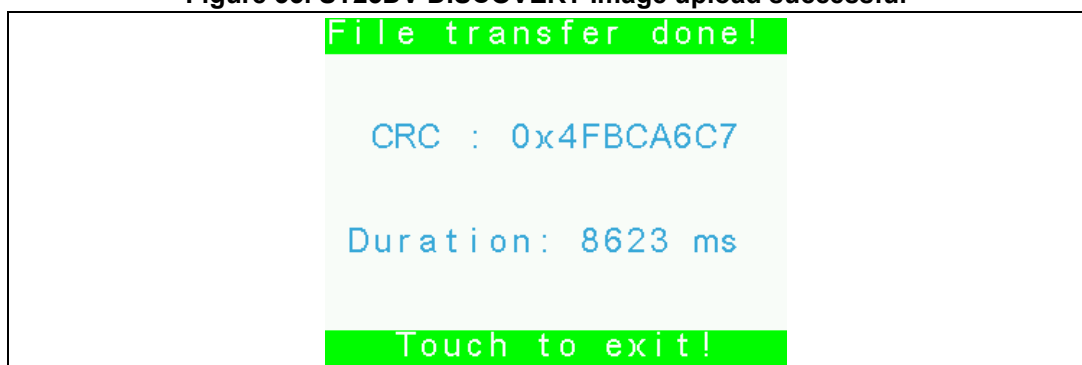 File transfer done!
CRC : 0x4FBCA6C7
Duration: 8623 ms
Touch to exit!